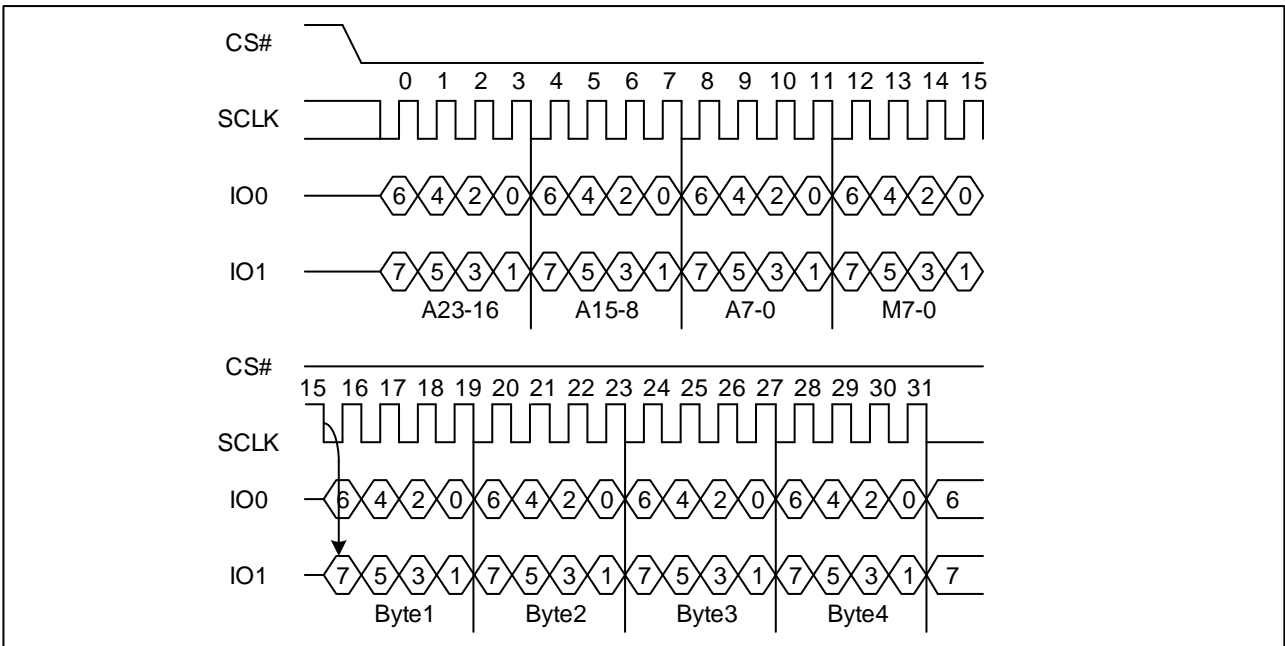 CS#
0 1 2 3 4 5 6 7 8 9 10 11 12 13 14 15
SCLK
IO0 6 4 2 0 6 4 2 0 6 4 2 0 6 4 2 0
IO1 7 5 3 1 7 5 3 1 7 5 3 1 7 5 3 1
A23-16 A15-8 A7-0 M7-0
CS#
15 16 17 18 19 20 21 22 23 24 25 26 27 28 29 30 31
SCLK
IO0 6 4 2 0 6 4 2 0 6 4 2 0 6 4 2 0 6
IO1 7 5 3 1 7 5 3 1 7 5 3 1 7 5 3 1 7
Byte1 Byte2 Byte3 Byte4